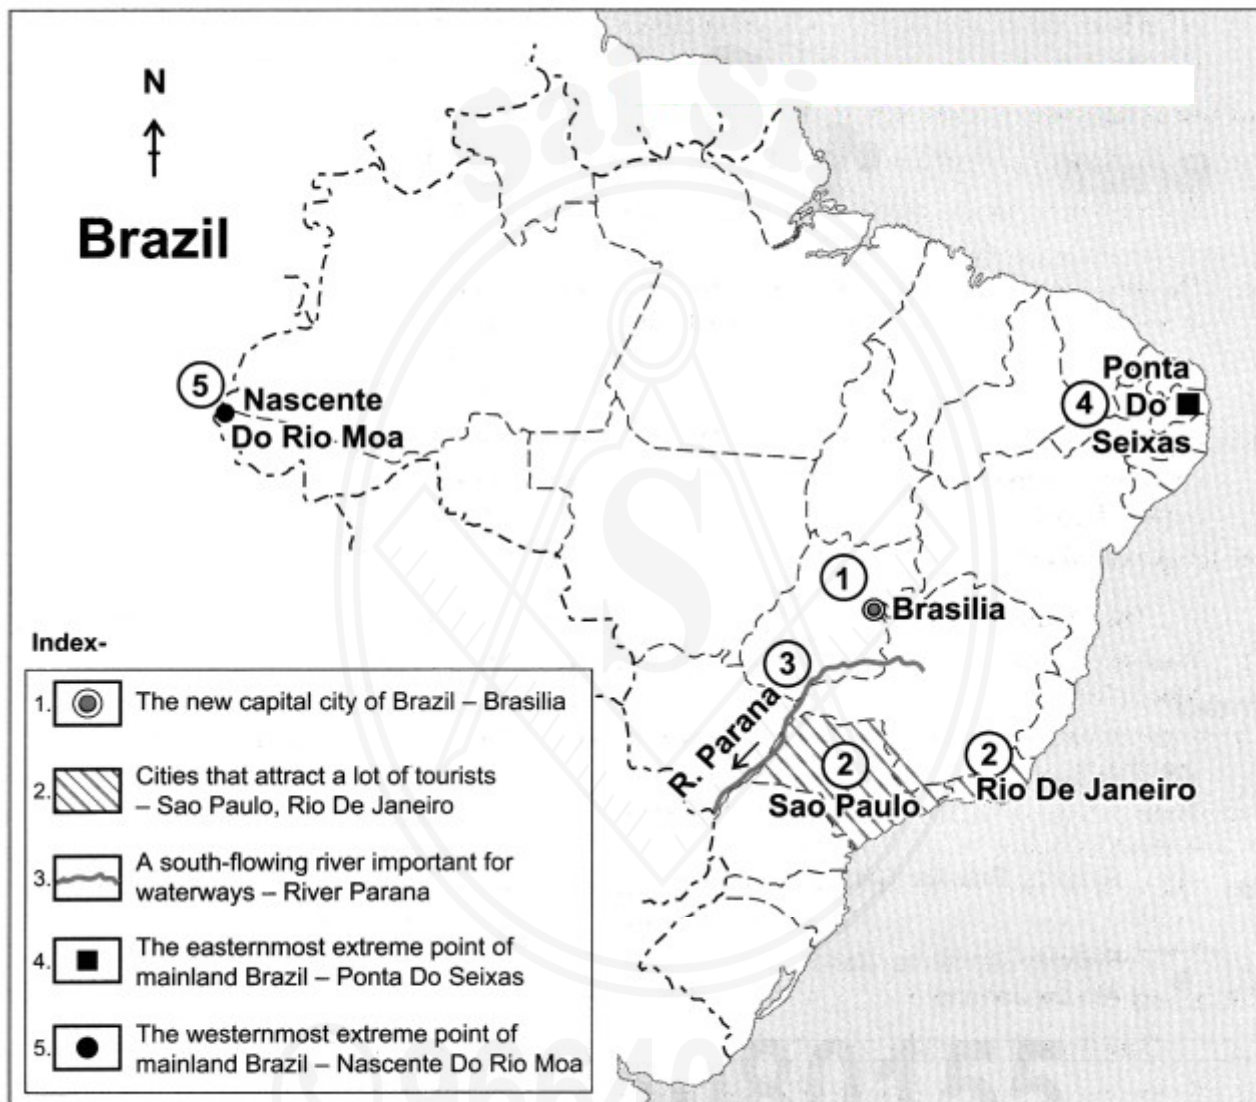 N
Brazil
5
Nascente
Do Rio Moa
Ponta
4 Do
Seixas
1
Brasilia
3
R. Parana
2
Sao Paulo
2
Rio De Janeiro
Index-
1. The new capital city of Brazil – Brasilia
2. Cities that attract a lot of tourists
– Sao Paulo, Rio De Janeiro
3. A south-flowing river important for
waterways – River Parana
4. The easternmost extreme point of
mainland Brazil – Ponta Do Seixas
5. The westernmost extreme point of
mainland Brazil – Nascente Do Rio Moa
S